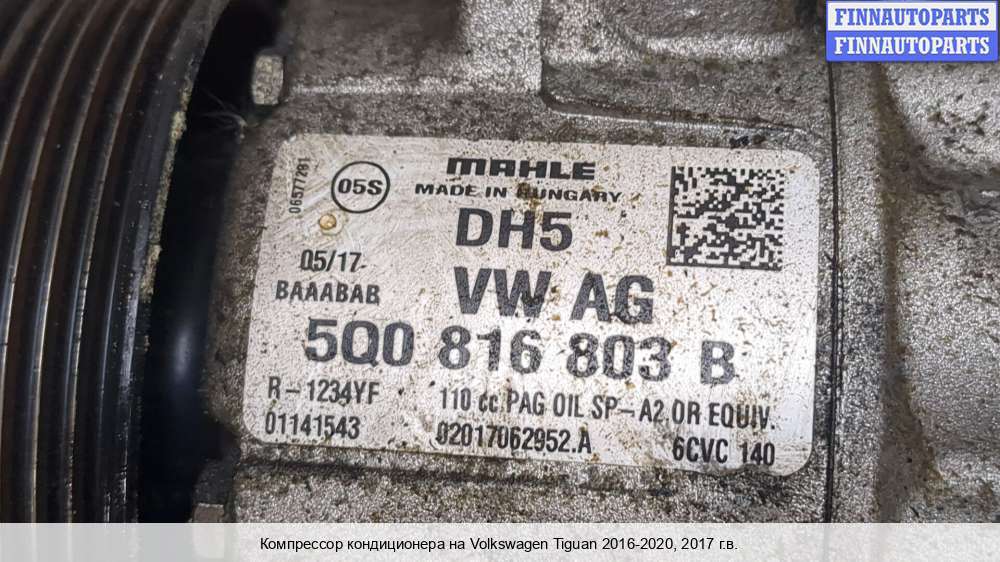 FINNAUTOPARTS
FINNAUTOPARTS
06577281
05S
MAHLE
MADE IN HUNGARY
DH5
05/17
VW AG
BAAABAB
5Q0 816 803 B
R-1234YF
110 cc PAG OIL SP-A2 OR EQUIV.
01141543
02017062952.A
6CVC 140
Компрессор кондиционера на Volkswagen Tiguan 2016-2020, 2017 г.в.